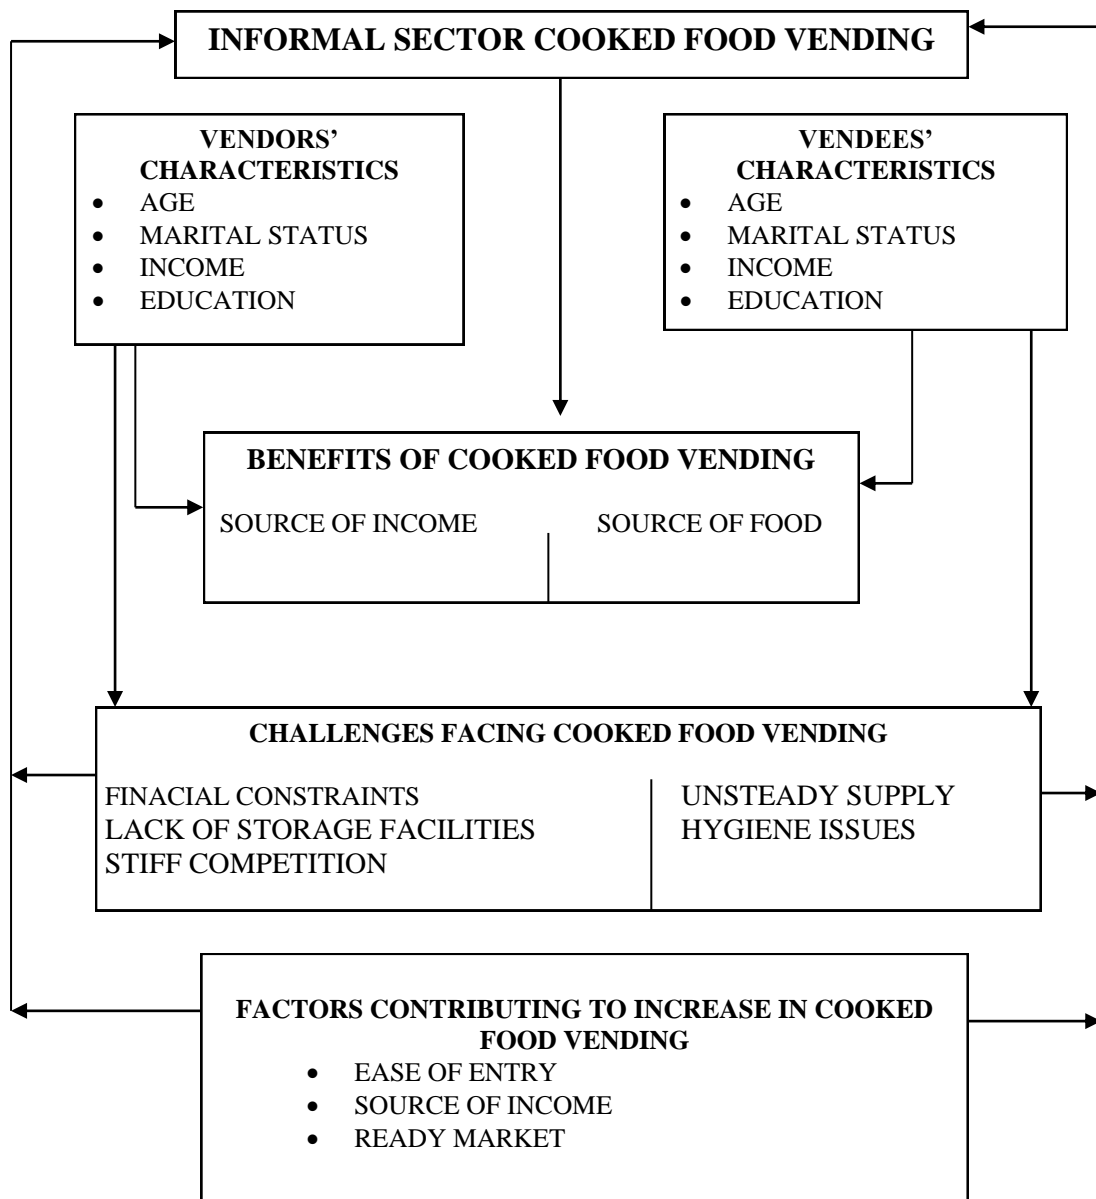 INFORMAL SECTOR COOKED FOOD VENDING
VENDORS’
CHARACTERISTICS
• AGE
• MARITAL STATUS
• INCOME
• EDUCATION
VENDEES’
CHARACTERISTICS
• AGE
• MARITAL STATUS
• INCOME
• EDUCATION
BENEFITS OF COOKED FOOD VENDING
SOURCE OF INCOME
SOURCE OF FOOD
CHALLENGES FACING COOKED FOOD VENDING
FINACIAL CONSTRAINTS
LACK OF STORAGE FACILITIES
STIFF COMPETITION
UNSTEADY SUPPLY
HYGIENE ISSUES
FACTORS CONTRIBUTING TO INCREASE IN COOKED
FOOD VENDING
• EASE OF ENTRY
• SOURCE OF INCOME
• READY MARKET